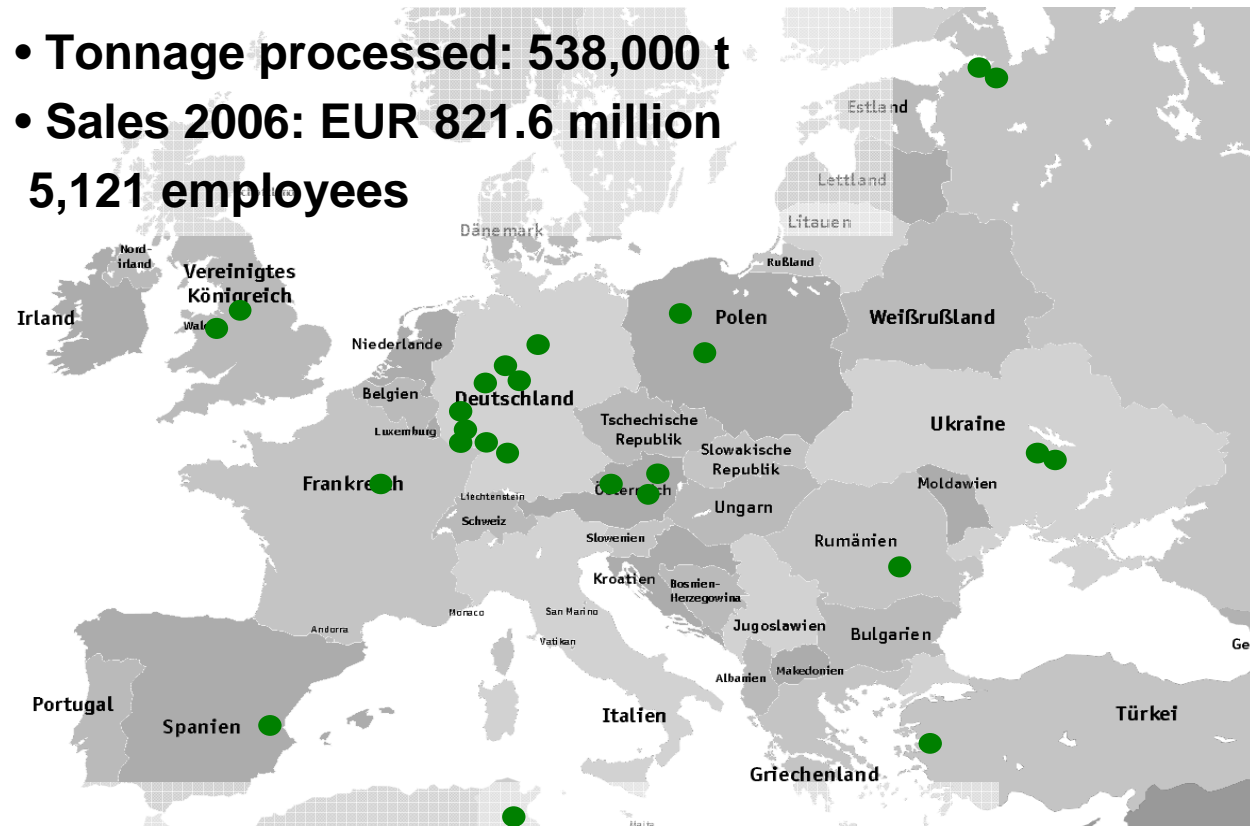 • Tonnage processed: 538,000 t
• Sales 2006: EUR 821.6 million
5,121 employees
Estland
Lettland
Litauen
Dänemark
Rußland
Nord-
irland
Vereinigtes
Königreich
Irland
Niederlande
Polen
Weißrußland
Belgien
Deutschland
Luxemburg
Tschechische
Republik
Slowakische
Republik
Ukraine
Frankreich
Liechtenstein
Österreich
Moldawien
Schweiz
Ungarn
Slowenien
Rumänien
Kroatien
Bosnien-
Herzegowina
Monaco
San Marino
Andorra
Vatikan
Jugoslawien
Bulgarien
Ge
Albanien
Makedonien
Portugal
Spanien
Italien
Türkei
Griechenland